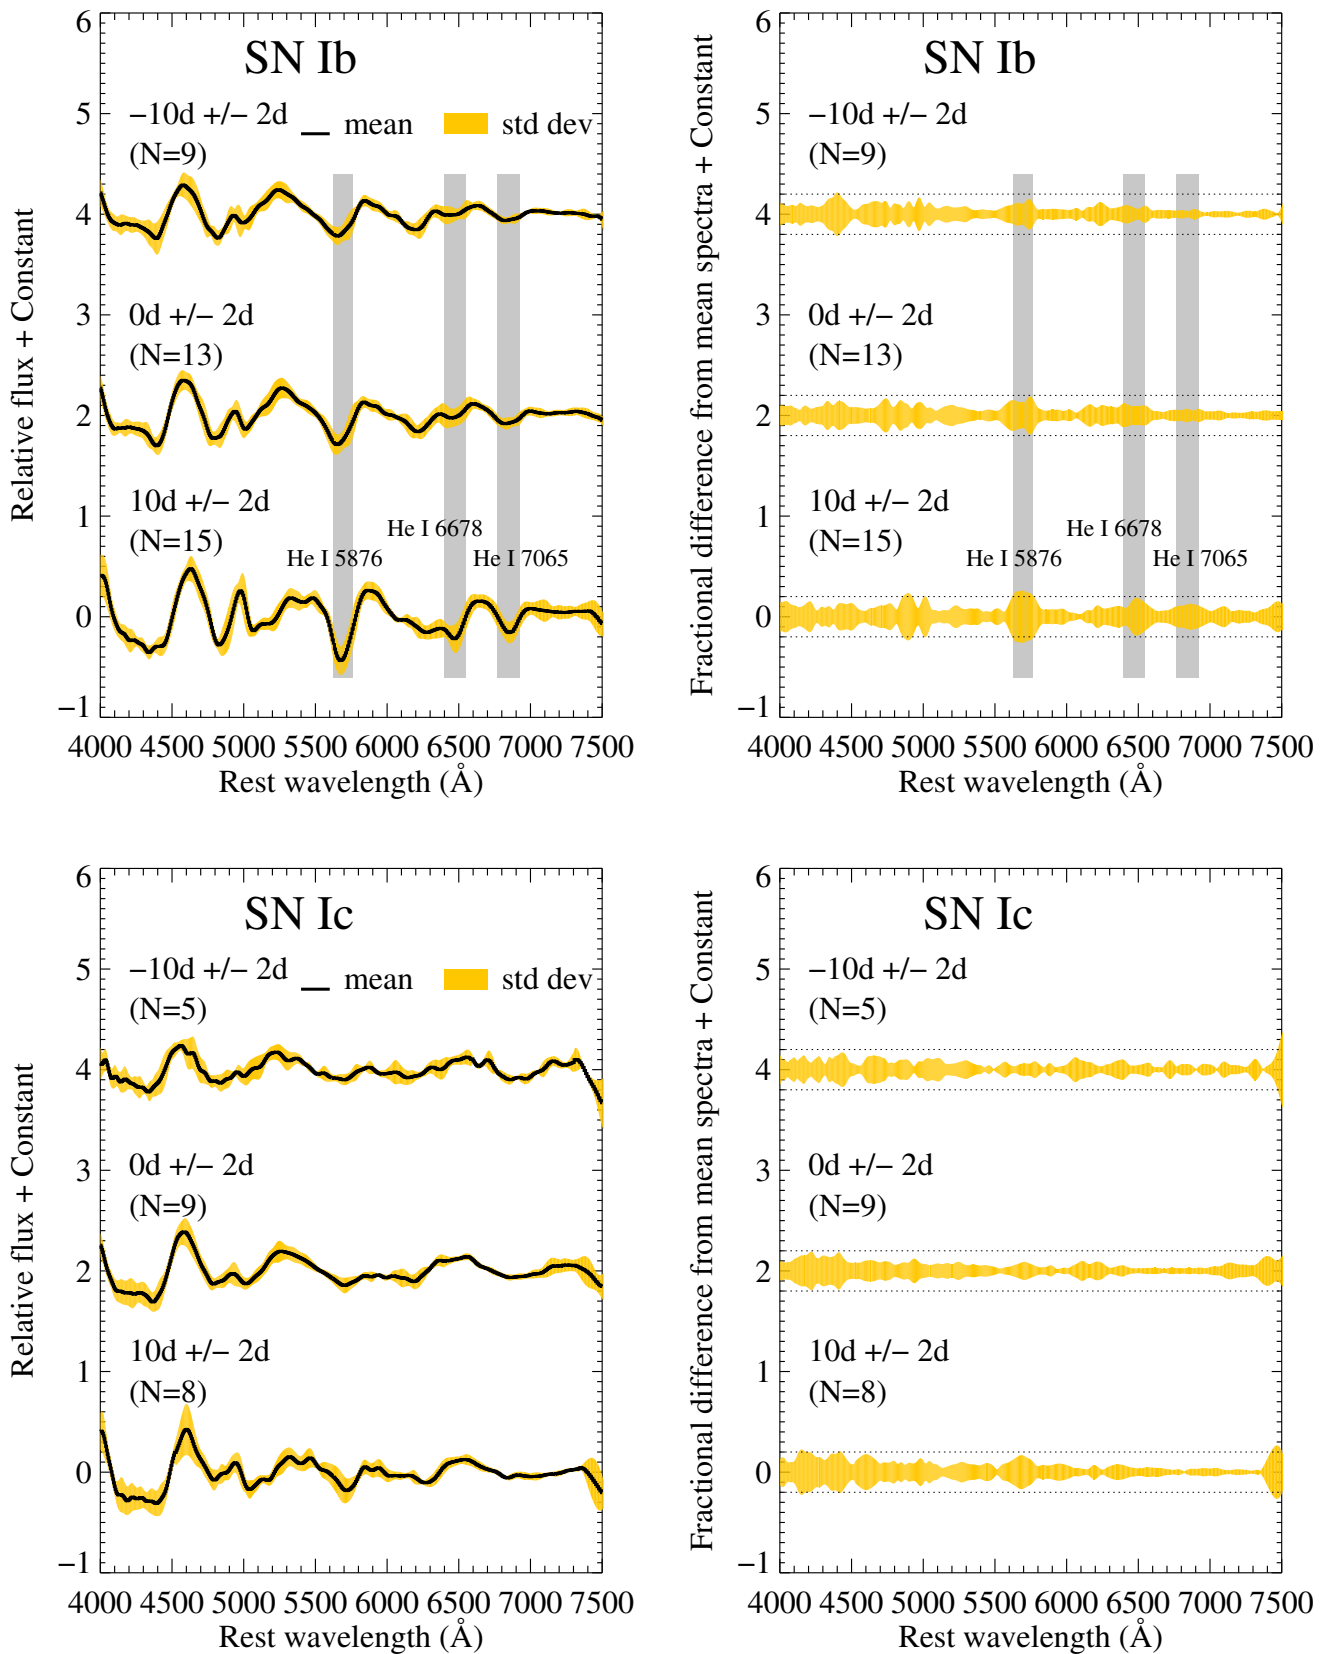 SN Ib
−10d +/− 2d
(N=9)
mean
std dev
0d +/− 2d
(N=13)
10d +/− 2d
(N=15)
He I 6678
He I 5876
He I 7065
6
5
4
3
2
1
0
−1
4000 4500 5000 5500 6000 6500 7000 7500
Rest wavelength (Å)
Relative flux + Constant
SN Ib
−10d +/− 2d
(N=9)
0d +/− 2d
(N=13)
10d +/− 2d
(N=15)
He I 6678
He I 5876
He I 7065
6
5
4
3
2
1
0
−1
4000 4500 5000 5500 6000 6500 7000 7500
Rest wavelength (Å)
Fractional difference from mean spectra + Constant
SN Ic
−10d +/− 2d
(N=5)
mean
std dev
0d +/− 2d
(N=9)
10d +/− 2d
(N=8)
6
5
4
3
2
1
0
−1
4000 4500 5000 5500 6000 6500 7000 7500
Rest wavelength (Å)
Relative flux + Constant
SN Ic
−10d +/− 2d
(N=5)
0d +/− 2d
(N=9)
10d +/− 2d
(N=8)
6
5
4
3
2
1
0
−1
4000 4500 5000 5500 6000 6500 7000 7500
Rest wavelength (Å)
Fractional difference from mean spectra + Constant